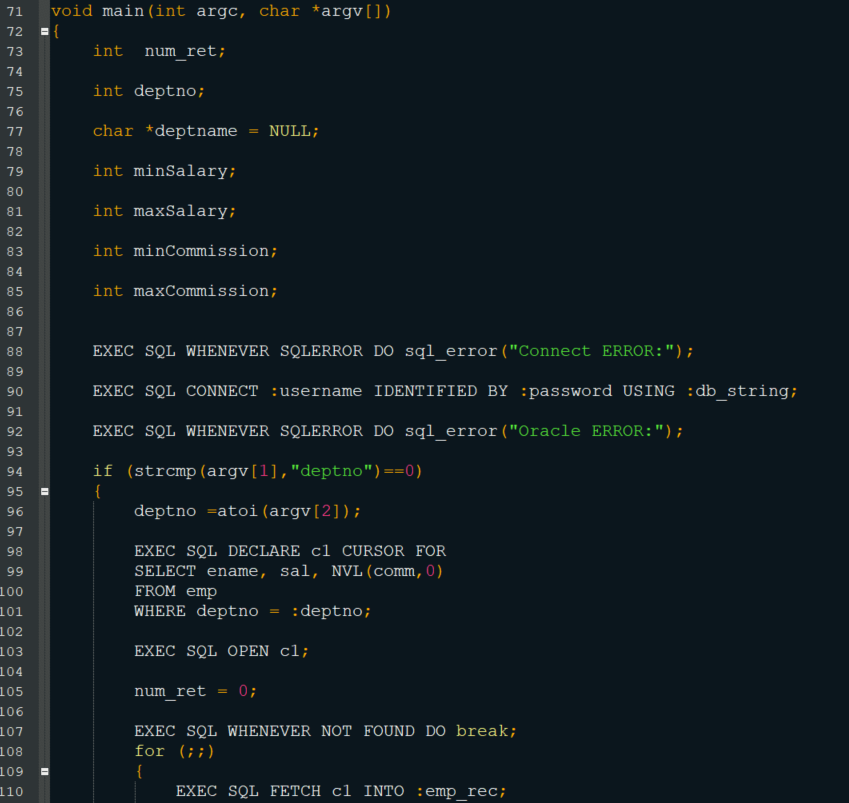 71 void main(int argc, char *argv[])
72 {
73 int num_ret;
74
75 int deptno;
76
77 char *deptname = NULL;
78
79 int minSalary;
80
81 int maxSalary;
82
83 int minCommission;
84
85 int maxCommission;
86
87
88 EXEC SQL WHENEVER SQLERROR DO sql_error("Connect ERROR:");
89
90 EXEC SQL CONNECT :username IDENTIFIED BY :password USING :db_string;
91
92 EXEC SQL WHENEVER SQLERROR DO sql_error("Oracle ERROR:");
93
94 if (strcmp(argv[1],"deptno")==0)
95 {
96 deptno =atoi(argv[2]);
97
98 EXEC SQL DECLARE c1 CURSOR FOR
99 SELECT ename, sal, NVL(comm,0)
100 FROM emp
101 WHERE deptno = :deptno;
102
103 EXEC SQL OPEN c1;
104
105 num_ret = 0;
106
107 EXEC SQL WHENEVER NOT FOUND DO break;
108 for (;;)
109 {
110 EXEC SQL FETCH c1 INTO :emp_rec;